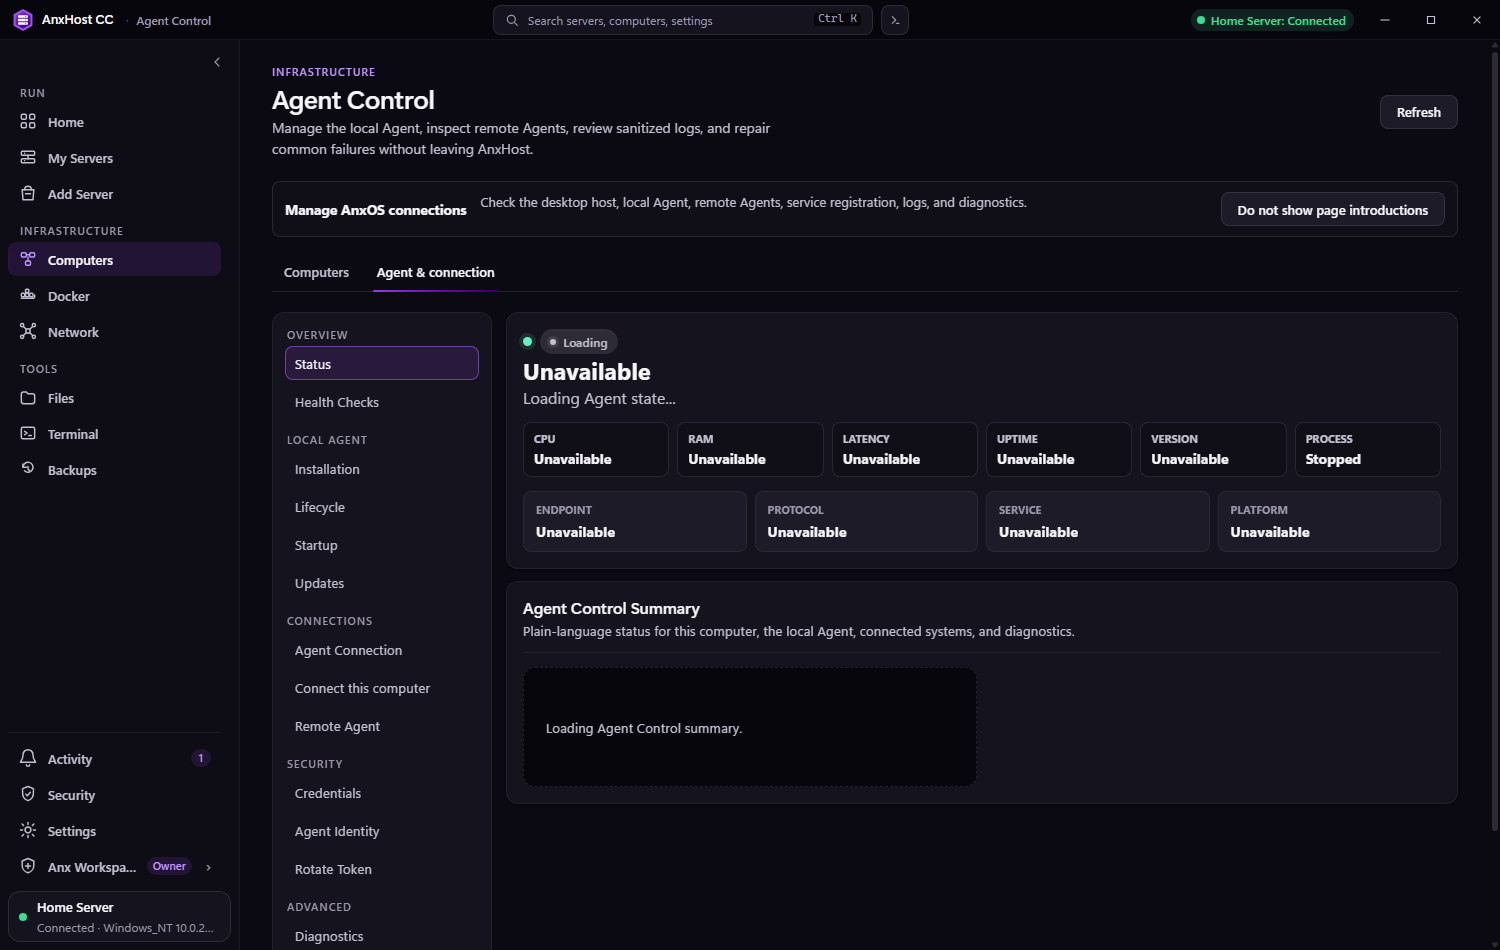 AnxHost CC · Agent Control
Search servers, computers, settings
Ctrl K
Home Server: Connected
RUN
Home
My Servers
Add Server
INFRASTRUCTURE
Computers
Docker
Network
TOOLS
Files
Terminal
Backups
Activity
1
Security
Settings
Anx Workspa...
Owner
Home Server
Connected · Windows_NT 10.0.2...
INFRASTRUCTURE
Agent Control
Manage the local Agent, inspect remote Agents, review sanitized logs, and repair
common failures without leaving AnxHost.
Refresh
Manage AnxOS connections
Check the desktop host, local Agent, remote Agents, service registration, logs, and diagnostics.
Do not show page introductions
Computers
Agent & connection
OVERVIEW
Status
Health Checks
LOCAL AGENT
Installation
Lifecycle
Startup
Updates
CONNECTIONS
Agent Connection
Connect this computer
Remote Agent
SECURITY
Credentials
Agent Identity
Rotate Token
ADVANCED
Diagnostics
Loading
Unavailable
Loading Agent state...
CPU
Unavailable
RAM
Unavailable
LATENCY
Unavailable
UPTIME
Unavailable
VERSION
Unavailable
PROCESS
Stopped
ENDPOINT
Unavailable
PROTOCOL
Unavailable
SERVICE
Unavailable
PLATFORM
Unavailable
Agent Control Summary
Plain-language status for this computer, the local Agent, connected systems, and diagnostics.
Loading Agent Control summary.